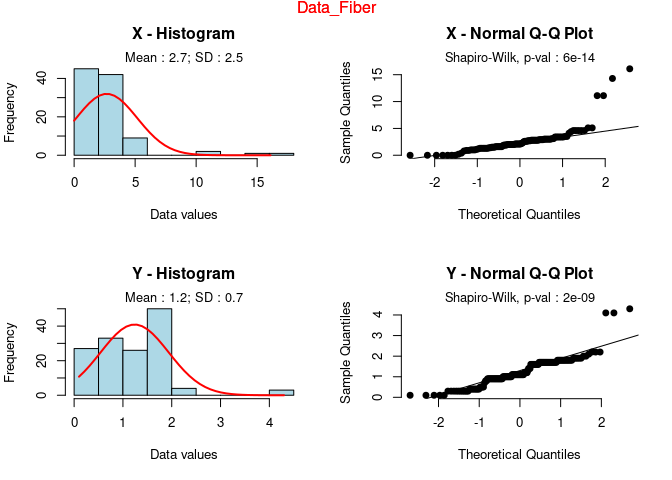 Data_Fiber
X - Histogram
Mean : 2.7; SD : 2.5
Frequency
0 20 40
0 5 10 15
Data values
X - Normal Q-Q Plot
Shapiro-Wilk, p-val : 6e-14
Sample Quantiles
0 5 10 15
-2 -1 0 1 2
Theoretical Quantiles
Y - Histogram
Mean : 1.2; SD : 0.7
Frequency
0 20 40
0 1 2 3 4
Data values
Y - Normal Q-Q Plot
Shapiro-Wilk, p-val : 2e-09
Sample Quantiles
0 1 2 3 4
-2 -1 0 1 2
Theoretical Quantiles